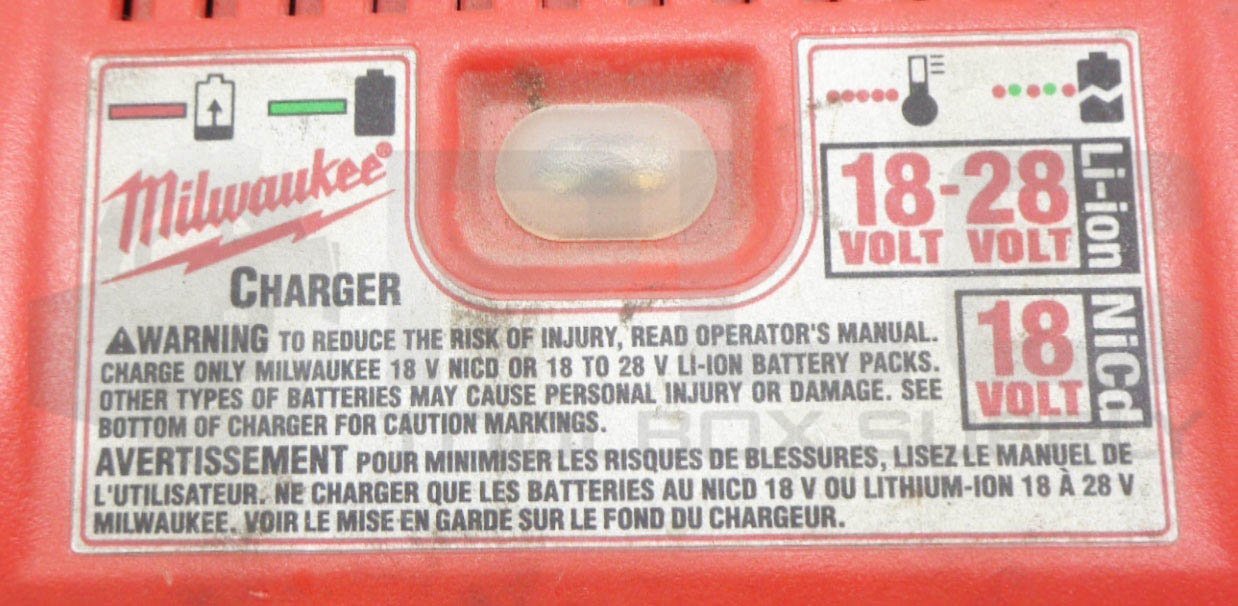 Milwaukee®
CHARGER
18-28
VOLT VOLT
Li-ion
18
VOLT
NiCd
⚠WARNING TO REDUCE THE RISK OF INJURY, READ OPERATOR'S MANUAL.
CHARGE ONLY MILWAUKEE 18 V NICD OR 18 TO 28 V LI-ION BATTERY PACKS.
OTHER TYPES OF BATTERIES MAY CAUSE PERSONAL INJURY OR DAMAGE. SEE
BOTTOM OF CHARGER FOR CAUTION MARKINGS.
AVERTISSEMENT POUR MINIMISER LES RISQUES DE BLESSURES, LISEZ LE MANUEL DE
L'UTILISATEUR. NE CHARGER QUE LES BATTERIES AU NICD 18 V OU LITHIUM-ION 18 À 28 V
MILWAUKEE. VOIR LE MISE EN GARDE SUR LE FOND DU CHARGEUR.